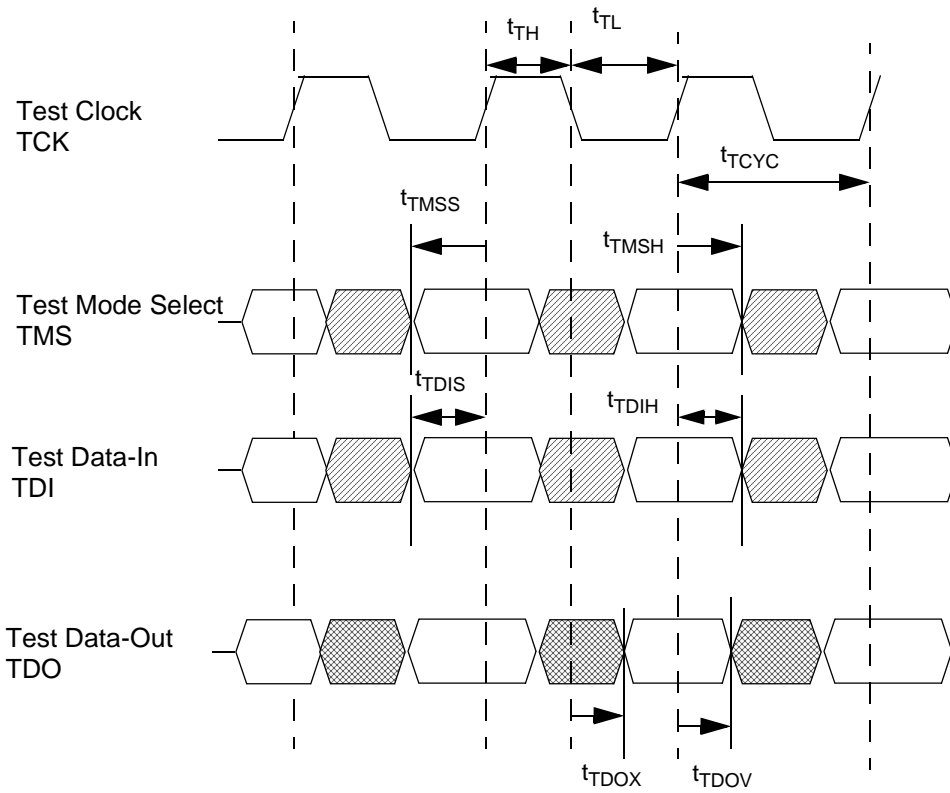 tTH
tTL
Test Clock
TCK
tTCYC
tTMSS
tTMSH
Test Mode Select
TMS
tTDIS
tTDIH
Test Data-In
TDI
Test Data-Out
TDO
tTDOX
tTDOV